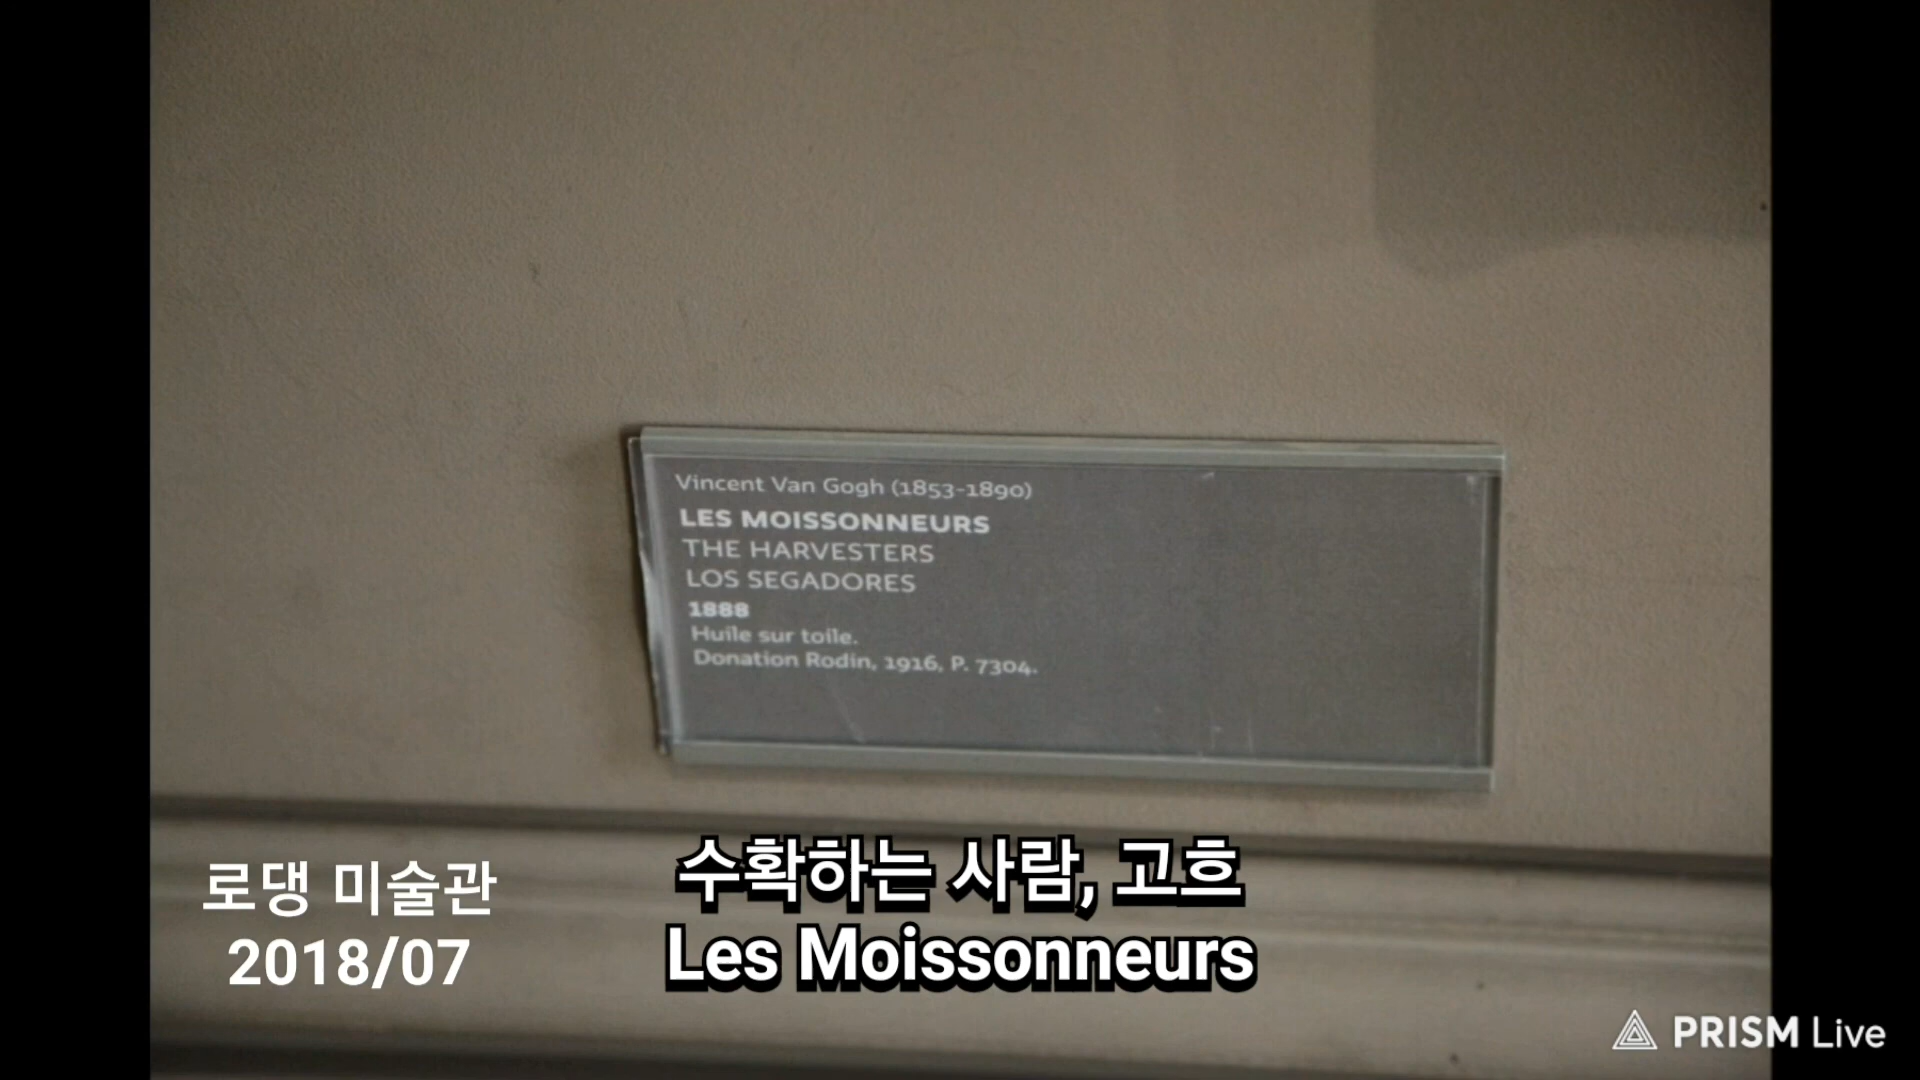 Vincent Van Gogh (1853-1890)
LES MOISSONNEURS
THE HARVESTERS
LOS SEGADORES
1888
Huile sur toile.
Donation Rodin, 1916, P. 7304.
로댕 미술관
2018/07
수확하는 사람, 고흐
Les Moissonneurs
PRISM Live